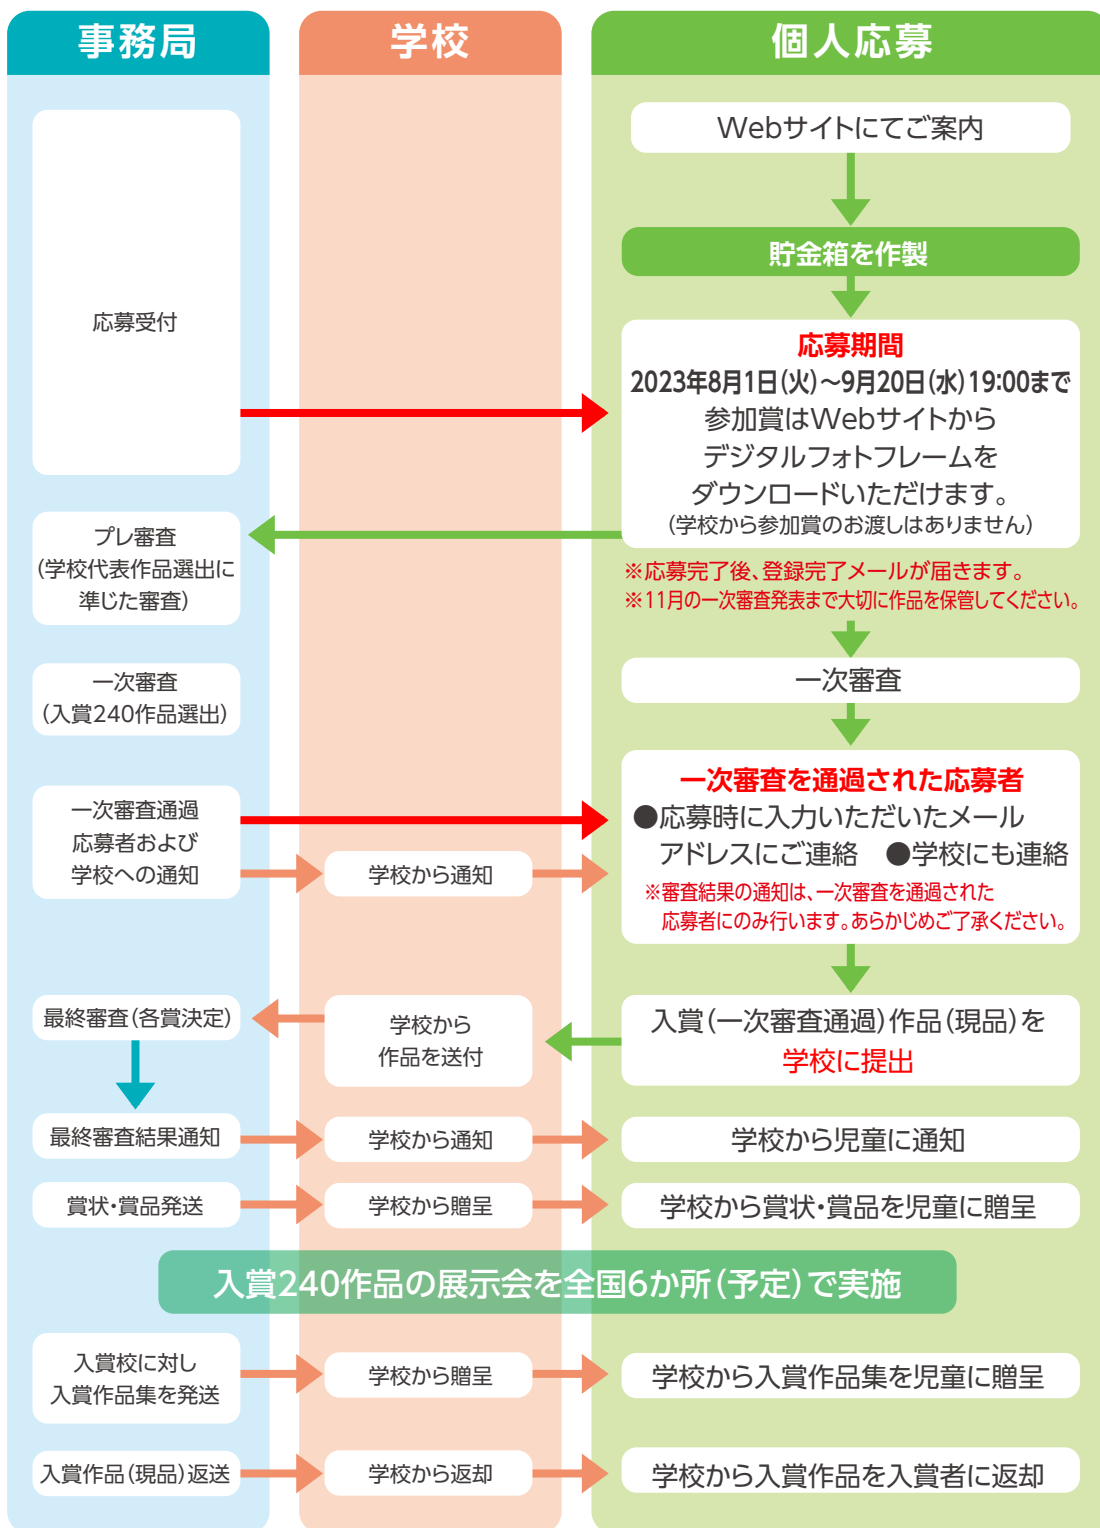 事務局
学校
個人応募
Webサイトにてご案内
貯金箱を作製
応募受付
応募期間
2023年8月1日(火)〜9月20日(水)19:00まで
参加賞はWebサイトから
デジタルフォトフレームを
ダウンロードいただけます。
(学校から参加賞のお渡しはありません)
プレ審査
(学校代表作品選出に
準じた審査)
※応募完了後、登録完了メールが届きます。
※11月の一次審査発表まで大切に作品を保管してください。
一次審査
(入賞240作品選出)
一次審査
一次審査通過
応募者および
学校への通知
学校から通知
一次審査を通過された応募者
●応募時に入力いただいたメール
アドレスにご連絡 ●学校にも連絡
※審査結果の通知は、一次審査を通過された
応募者にのみ行います。あらかじめご了承ください。
最終審査(各賞決定)
学校から
作品を送付
入賞(一次審査通過)作品(現品)を
学校に提出
最終審査結果通知
学校から通知
学校から児童に通知
賞状・賞品発送
学校から贈呈
学校から賞状・賞品を児童に贈呈
入賞240作品の展示会を全国6か所(予定)で実施
入賞校に対し
入賞作品集を発送
学校から贈呈
学校から入賞作品集を児童に贈呈
入賞作品(現品)返送
学校から返却
学校から入賞作品を入賞者に返却